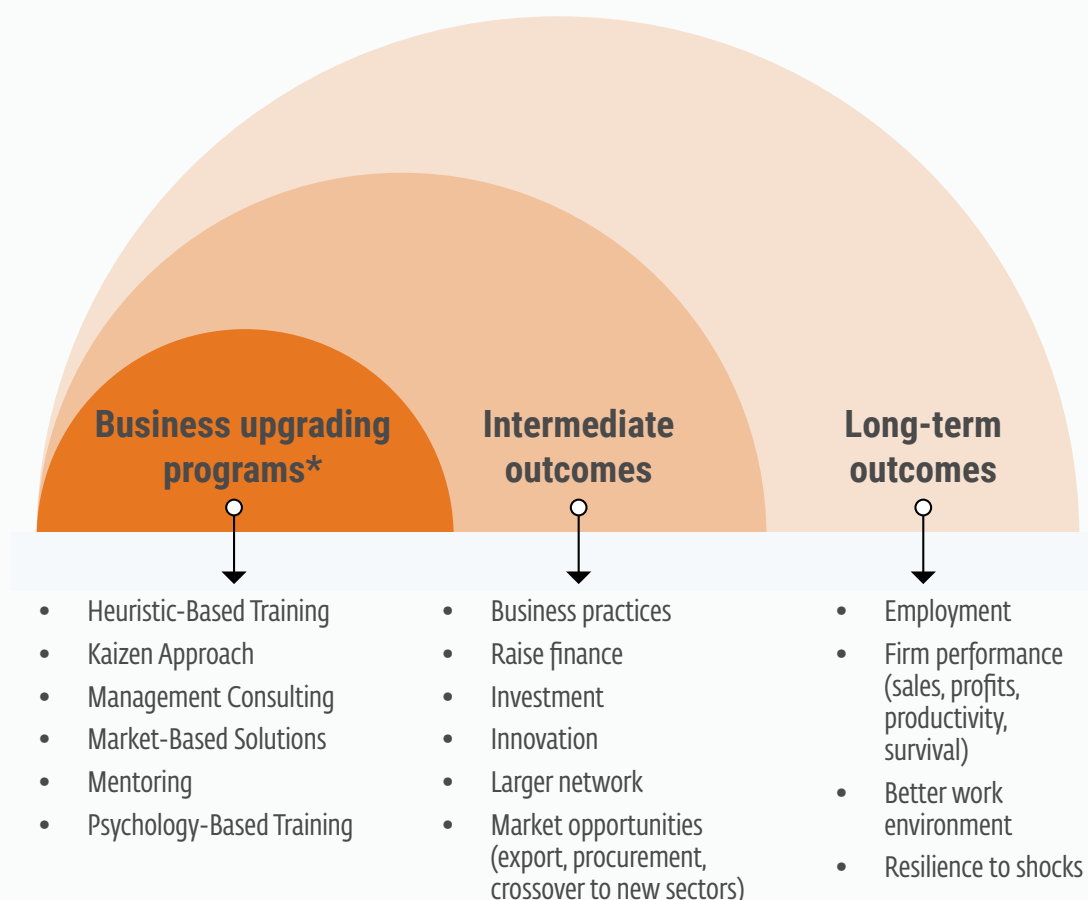 Business upgrading
programs*
Intermediate
outcomes
Long-term
outcomes
• Heuristic-Based Training
• Kaizen Approach
• Management Consulting
• Market-Based Solutions
• Mentoring
• Psychology-Based Training
• Business practices
• Raise finance
• Investment
• Innovation
• Larger network
• Market opportunities
(export, procurement,
crossover to new sectors)
• Employment
• Firm performance
(sales, profits,
productivity,
survival)
• Better work
environment
• Resilience to shocks